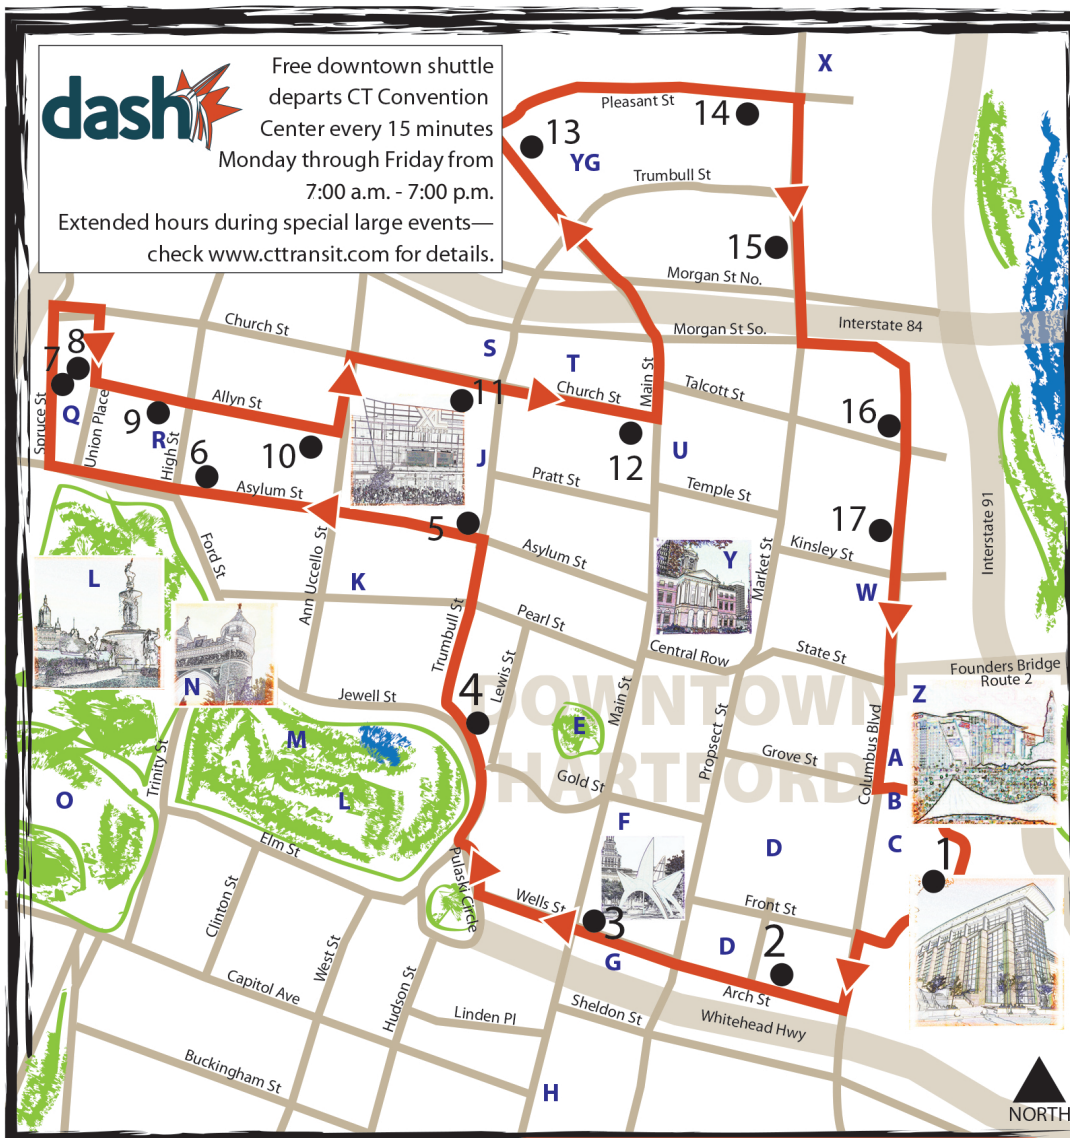 dash
Free downtown shuttle
departs CT Convention
Center every 15 minutes
Monday through Friday from
7:00 a.m. - 7:00 p.m.
Extended hours during special large events—
check www.cttransit.com for details.
X
Pleasant St
14
13
YG
Trumbull St
15
Morgan St No.
Church St
Morgan St So.
Interstate 84
S
T
7
8
Q
Spruce St
Union Place
9
R
High St
Allyn St
11
XL
Church St
Main St
Talcott St
16
6
10
12
U
J
Asylum St
Pratt St
Temple St
17
5
Interstate 91
Ford St
Ann Uccello St
Asylum St
Kinsley St
Market St
Y
L
K
W
Trumbull St
Pearl St
Central Row
State St
Founders Bridge
Route 2
N
Jewell St
4
Lewis St
Main St
DOWNTOWN
HARTFORD
E
M
Z
Propsect St
Columbus Blvd
A
Trinity St
Grove St
Gold St
B
O
L
F
D
C
1
Elm St
Pulaski Circle
Clinton St
Wells St
3
Front St
D
2
G
West St
Capitol Ave
Hudson St
Arch St
Linden Pl
Sheldon St
Whitehead Hwy
Buckingham St
H
NORTH